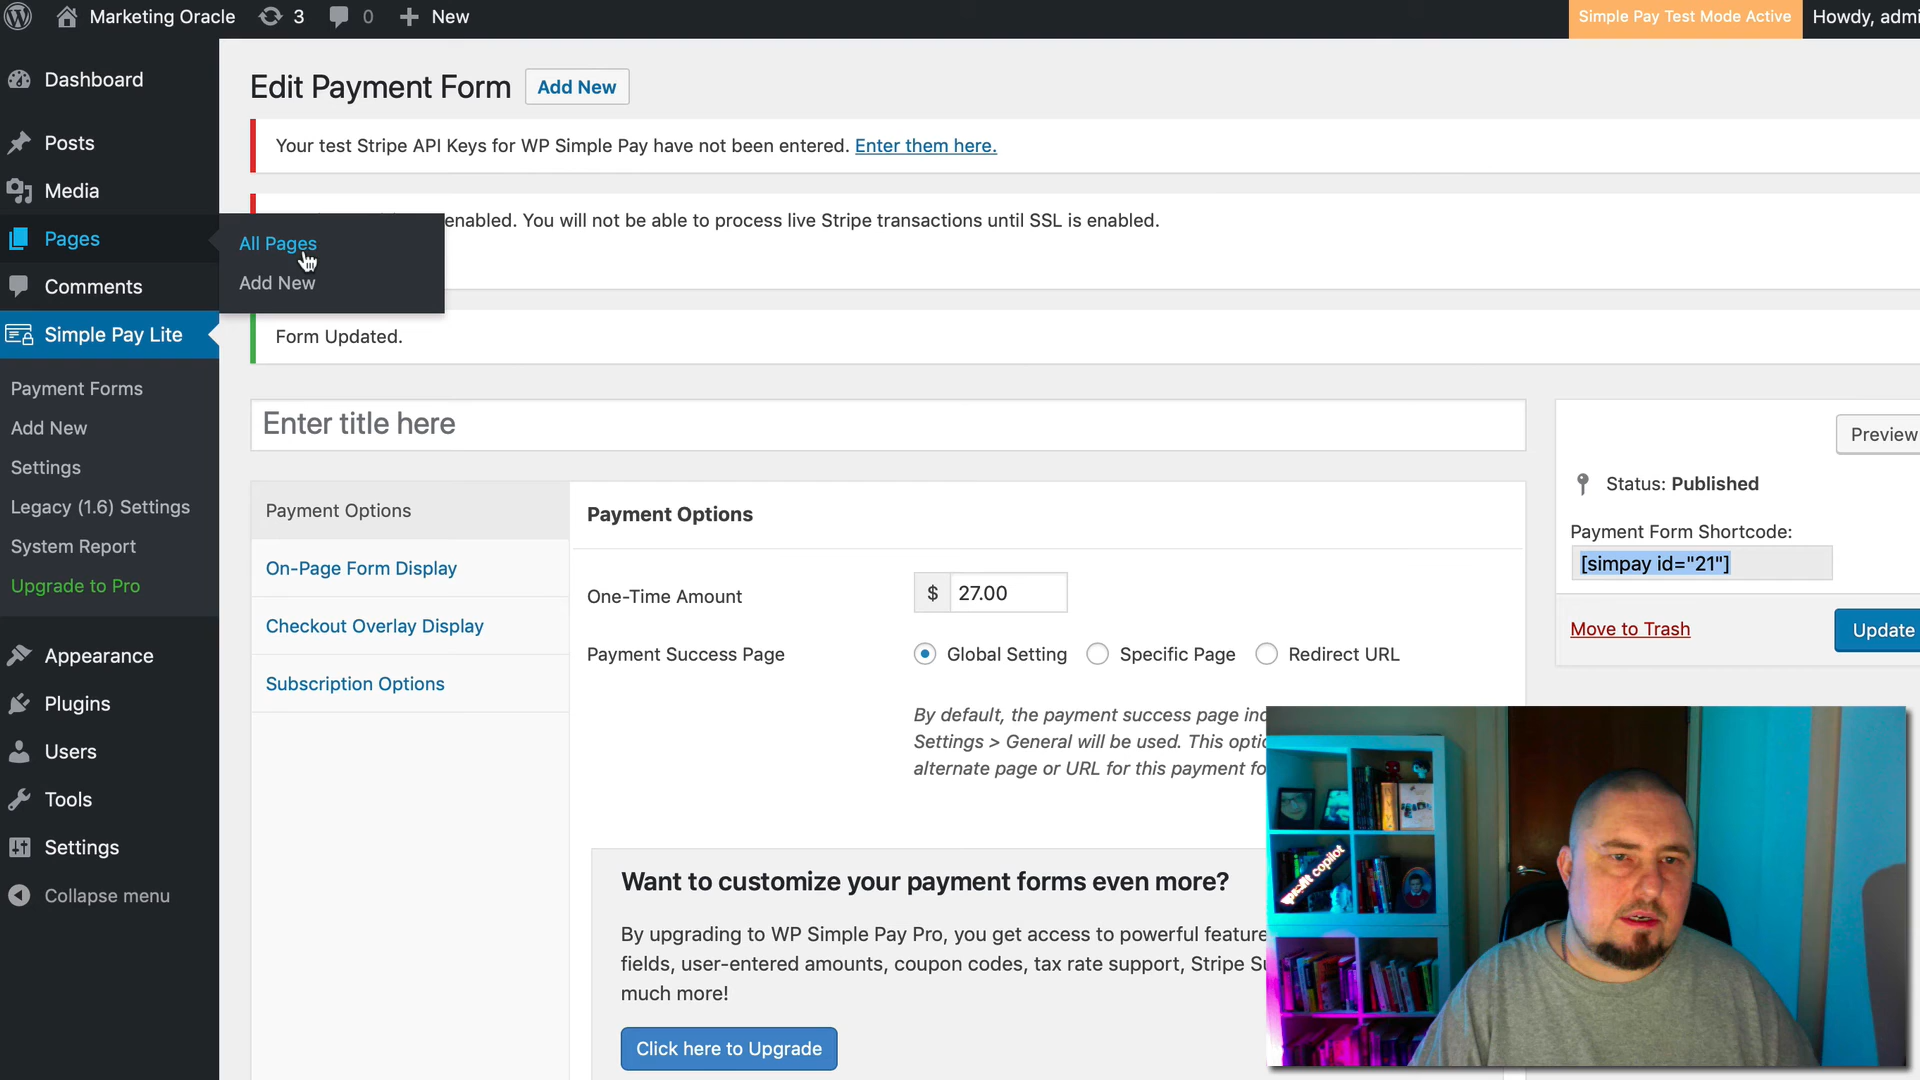 Marketing Oracle 3 0 New Simple Pay Test Mode Active Howdy, admi
Dashboard
Posts
Media
Pages
Comments
Simple Pay Lite
Payment Forms
Add New
Settings
Legacy (1.6) Settings
System Report
Upgrade to Pro
Appearance
Plugins
Users
Tools
Settings
Collapse menu
All Pages
Add New
Edit Payment Form Add New
Your test Stripe API Keys for WP Simple Pay have not been entered. Enter them here.
enabled. You will not be able to process live Stripe transactions until SSL is enabled.
Form Updated.
Enter title here
Payment Options
On-Page Form Display
Checkout Overlay Display
Subscription Options
Payment Options
One-Time Amount $ 27.00
Payment Success Page Global Setting Specific Page Redirect URL
By default, the payment success page
Settings > General will be used. This
alternate page or URL for this payment
Want to customize your payment forms even more?
By upgrading to WP Simple Pay Pro, you get access to powerful feature
fields, user-entered amounts, coupon codes, tax rate support, Stripe
much more!
Click here to Upgrade
Preview
Status: Published
Payment Form Shortcode:
[simpay id="21"]
Move to Trash Update
profit copilot